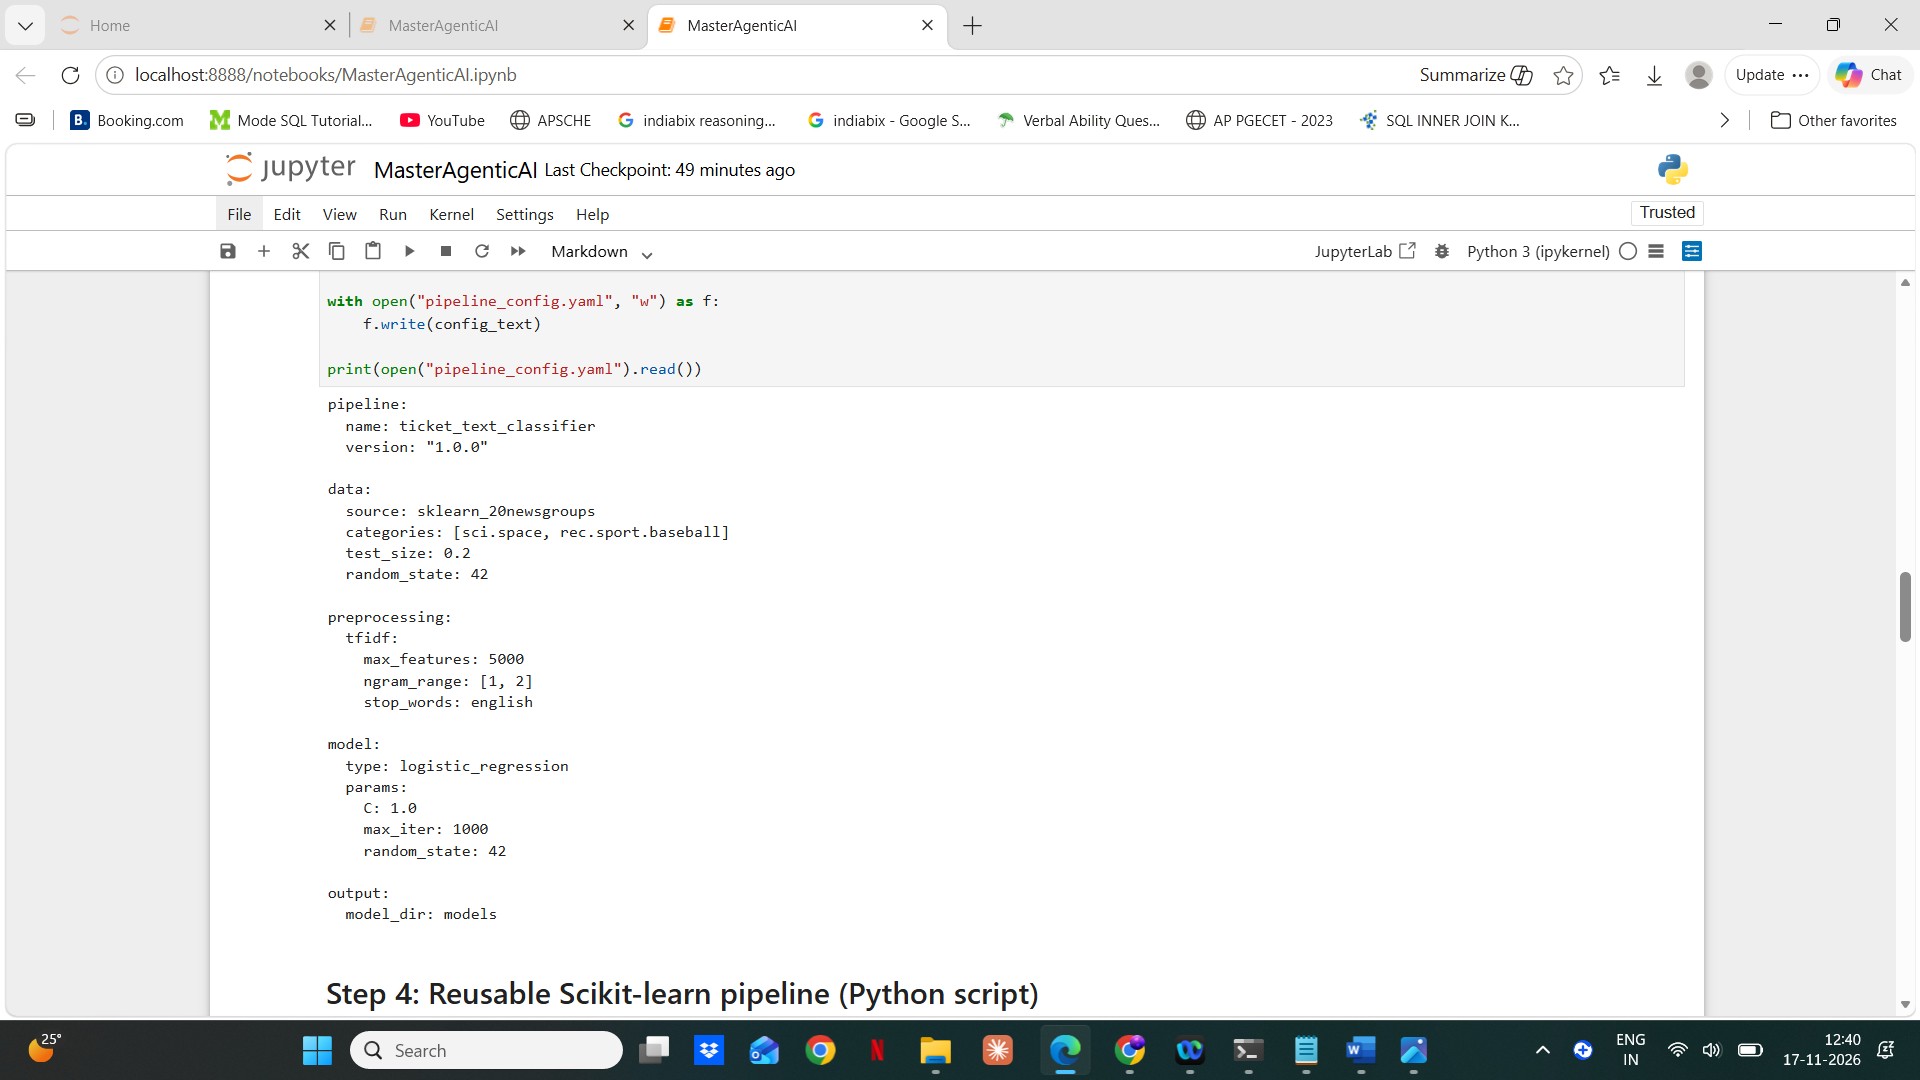 Home
MasterAgenticAI
MasterAgenticAI
localhost:8888/notebooks/MasterAgenticAI.ipynb
Summarize
Update
Chat
Booking.com
Mode SQL Tutorial...
YouTube
APSCHE
indiabix reasoning...
indiabix - Google S...
Verbal Ability Ques...
AP PGECET - 2023
SQL INNER JOIN K...
Other favorites
jupyter MasterAgenticAI Last Checkpoint: 49 minutes ago
File Edit View Run Kernel Settings Help
Trusted
Markdown
JupyterLab
Python 3 (ipykernel)
with open("pipeline_config.yaml", "w") as f:
    f.write(config_text)
print(open("pipeline_config.yaml").read())
pipeline:
  name: ticket_text_classifier
  version: "1.0.0"
data:
  source: sklearn_20newsgroups
  categories: [sci.space, rec.sport.baseball]
  test_size: 0.2
  random_state: 42
preprocessing:
  tfidf:
    max_features: 5000
    ngram_range: [1, 2]
    stop_words: english
model:
  type: logistic_regression
  params:
    C: 1.0
    max_iter: 1000
    random_state: 42
output:
  model_dir: models
Step 4: Reusable Scikit-learn pipeline (Python script)
25°
Search
ENG
IN
12:40
17-11-2026